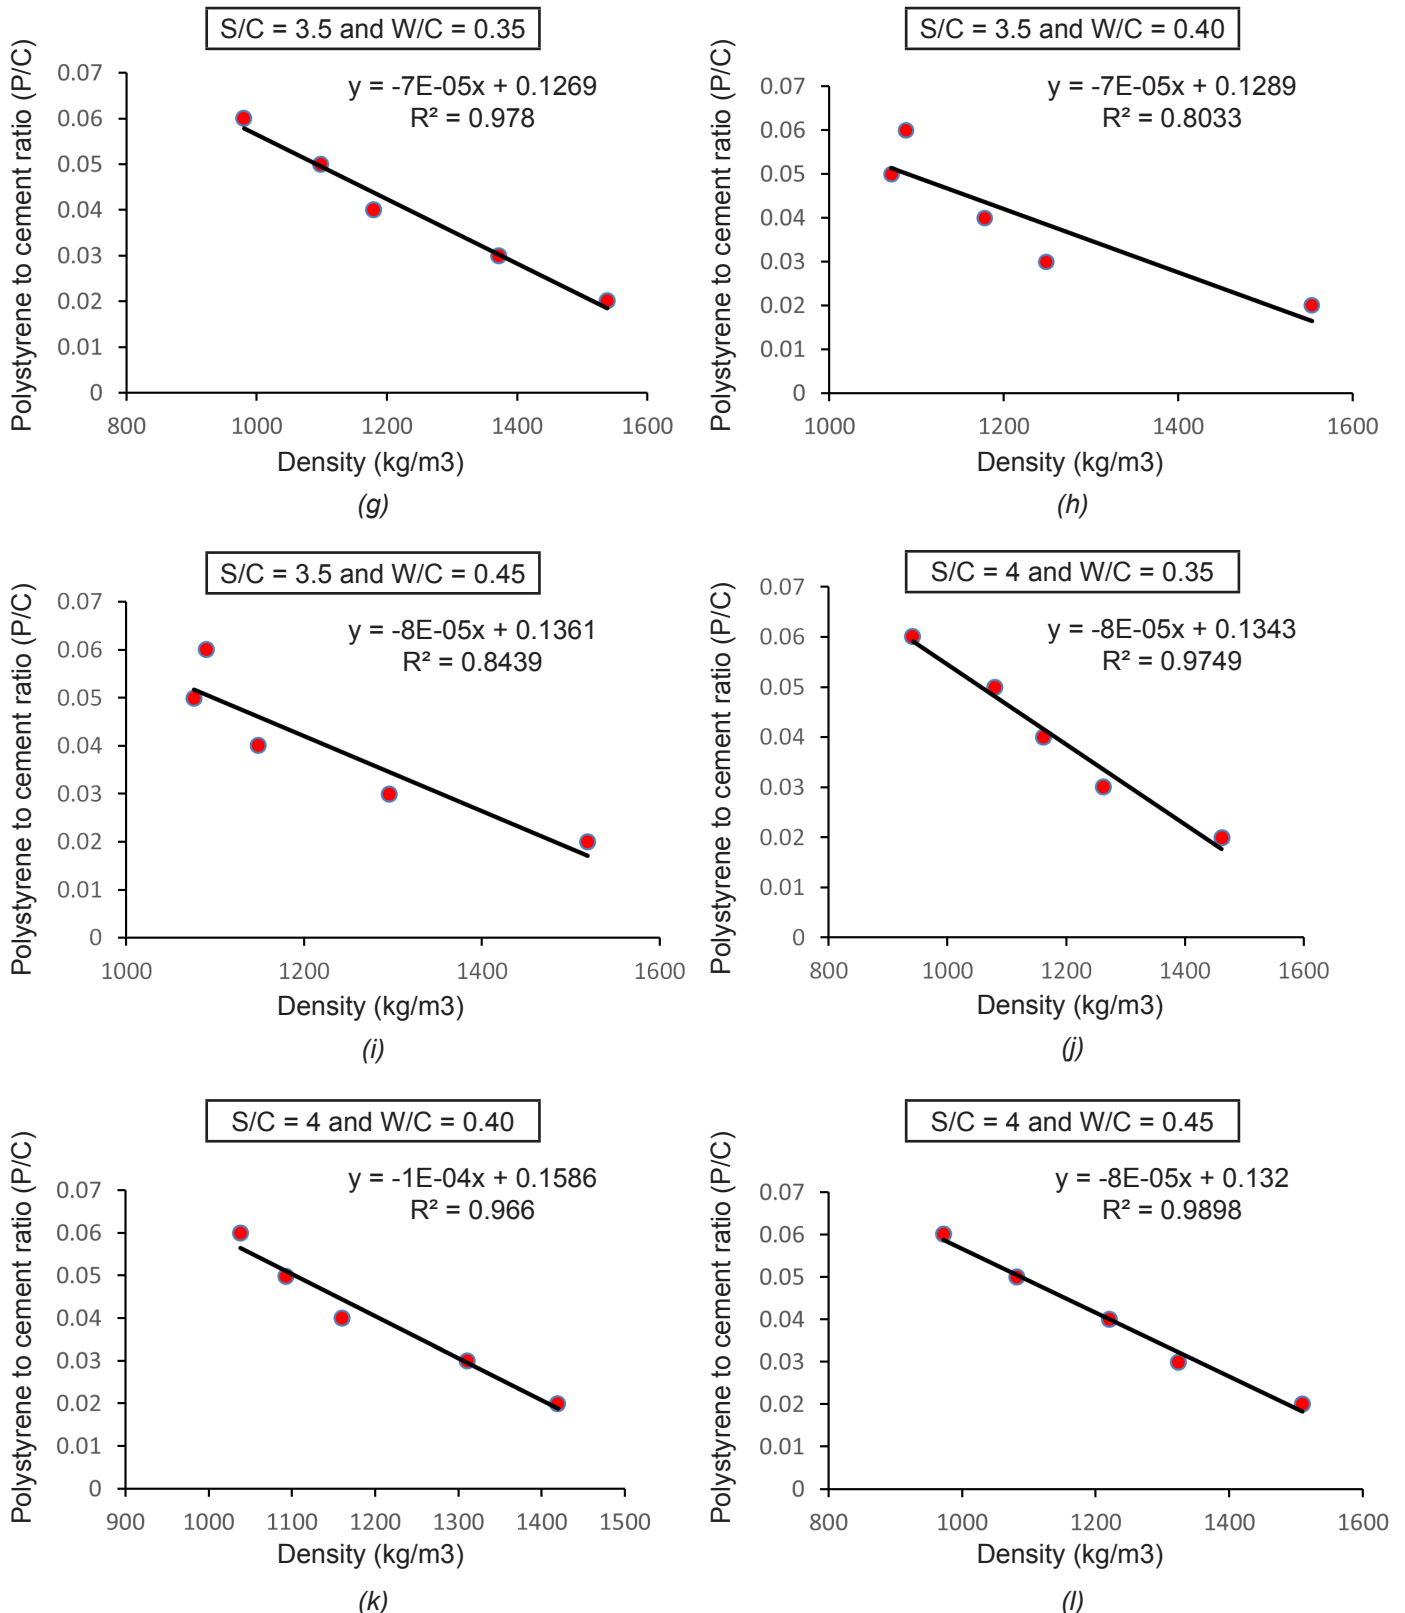 S/C = 3.5 and W/C = 0.35
y = -7E-05x + 0.1269
R² = 0.978
Polystyrene to cement ratio (P/C)
0.07
0.06
0.05
0.04
0.03
0.02
0.01
0
800 1000 1200 1400 1600
Density (kg/m3)
(g)
S/C = 3.5 and W/C = 0.40
y = -7E-05x + 0.1289
R² = 0.8033
Polystyrene to cement ratio (P/C)
0.07
0.06
0.05
0.04
0.03
0.02
0.01
0
1000 1200 1400 1600
Density (kg/m3)
(h)
S/C = 3.5 and W/C = 0.45
y = -8E-05x + 0.1361
R² = 0.8439
Polystyrene to cement ratio (P/C)
0.07
0.06
0.05
0.04
0.03
0.02
0.01
0
1000 1200 1400 1600
Density (kg/m3)
(i)
S/C = 4 and W/C = 0.35
y = -8E-05x + 0.1343
R² = 0.9749
Polystyrene to cement ratio (P/C)
0.07
0.06
0.05
0.04
0.03
0.02
0.01
0
800 1000 1200 1400 1600
Density (kg/m3)
(j)
S/C = 4 and W/C = 0.40
y = -1E-04x + 0.1586
R² = 0.966
Polystyrene to cement ratio (P/C)
0.07
0.06
0.05
0.04
0.03
0.02
0.01
0
900 1000 1100 1200 1300 1400 1500
Density (kg/m3)
(k)
S/C = 4 and W/C = 0.45
y = -8E-05x + 0.132
R² = 0.9898
Polystyrene to cement ratio (P/C)
0.07
0.06
0.05
0.04
0.03
0.02
0.01
0
800 1000 1200 1400 1600
Density (kg/m3)
(l)